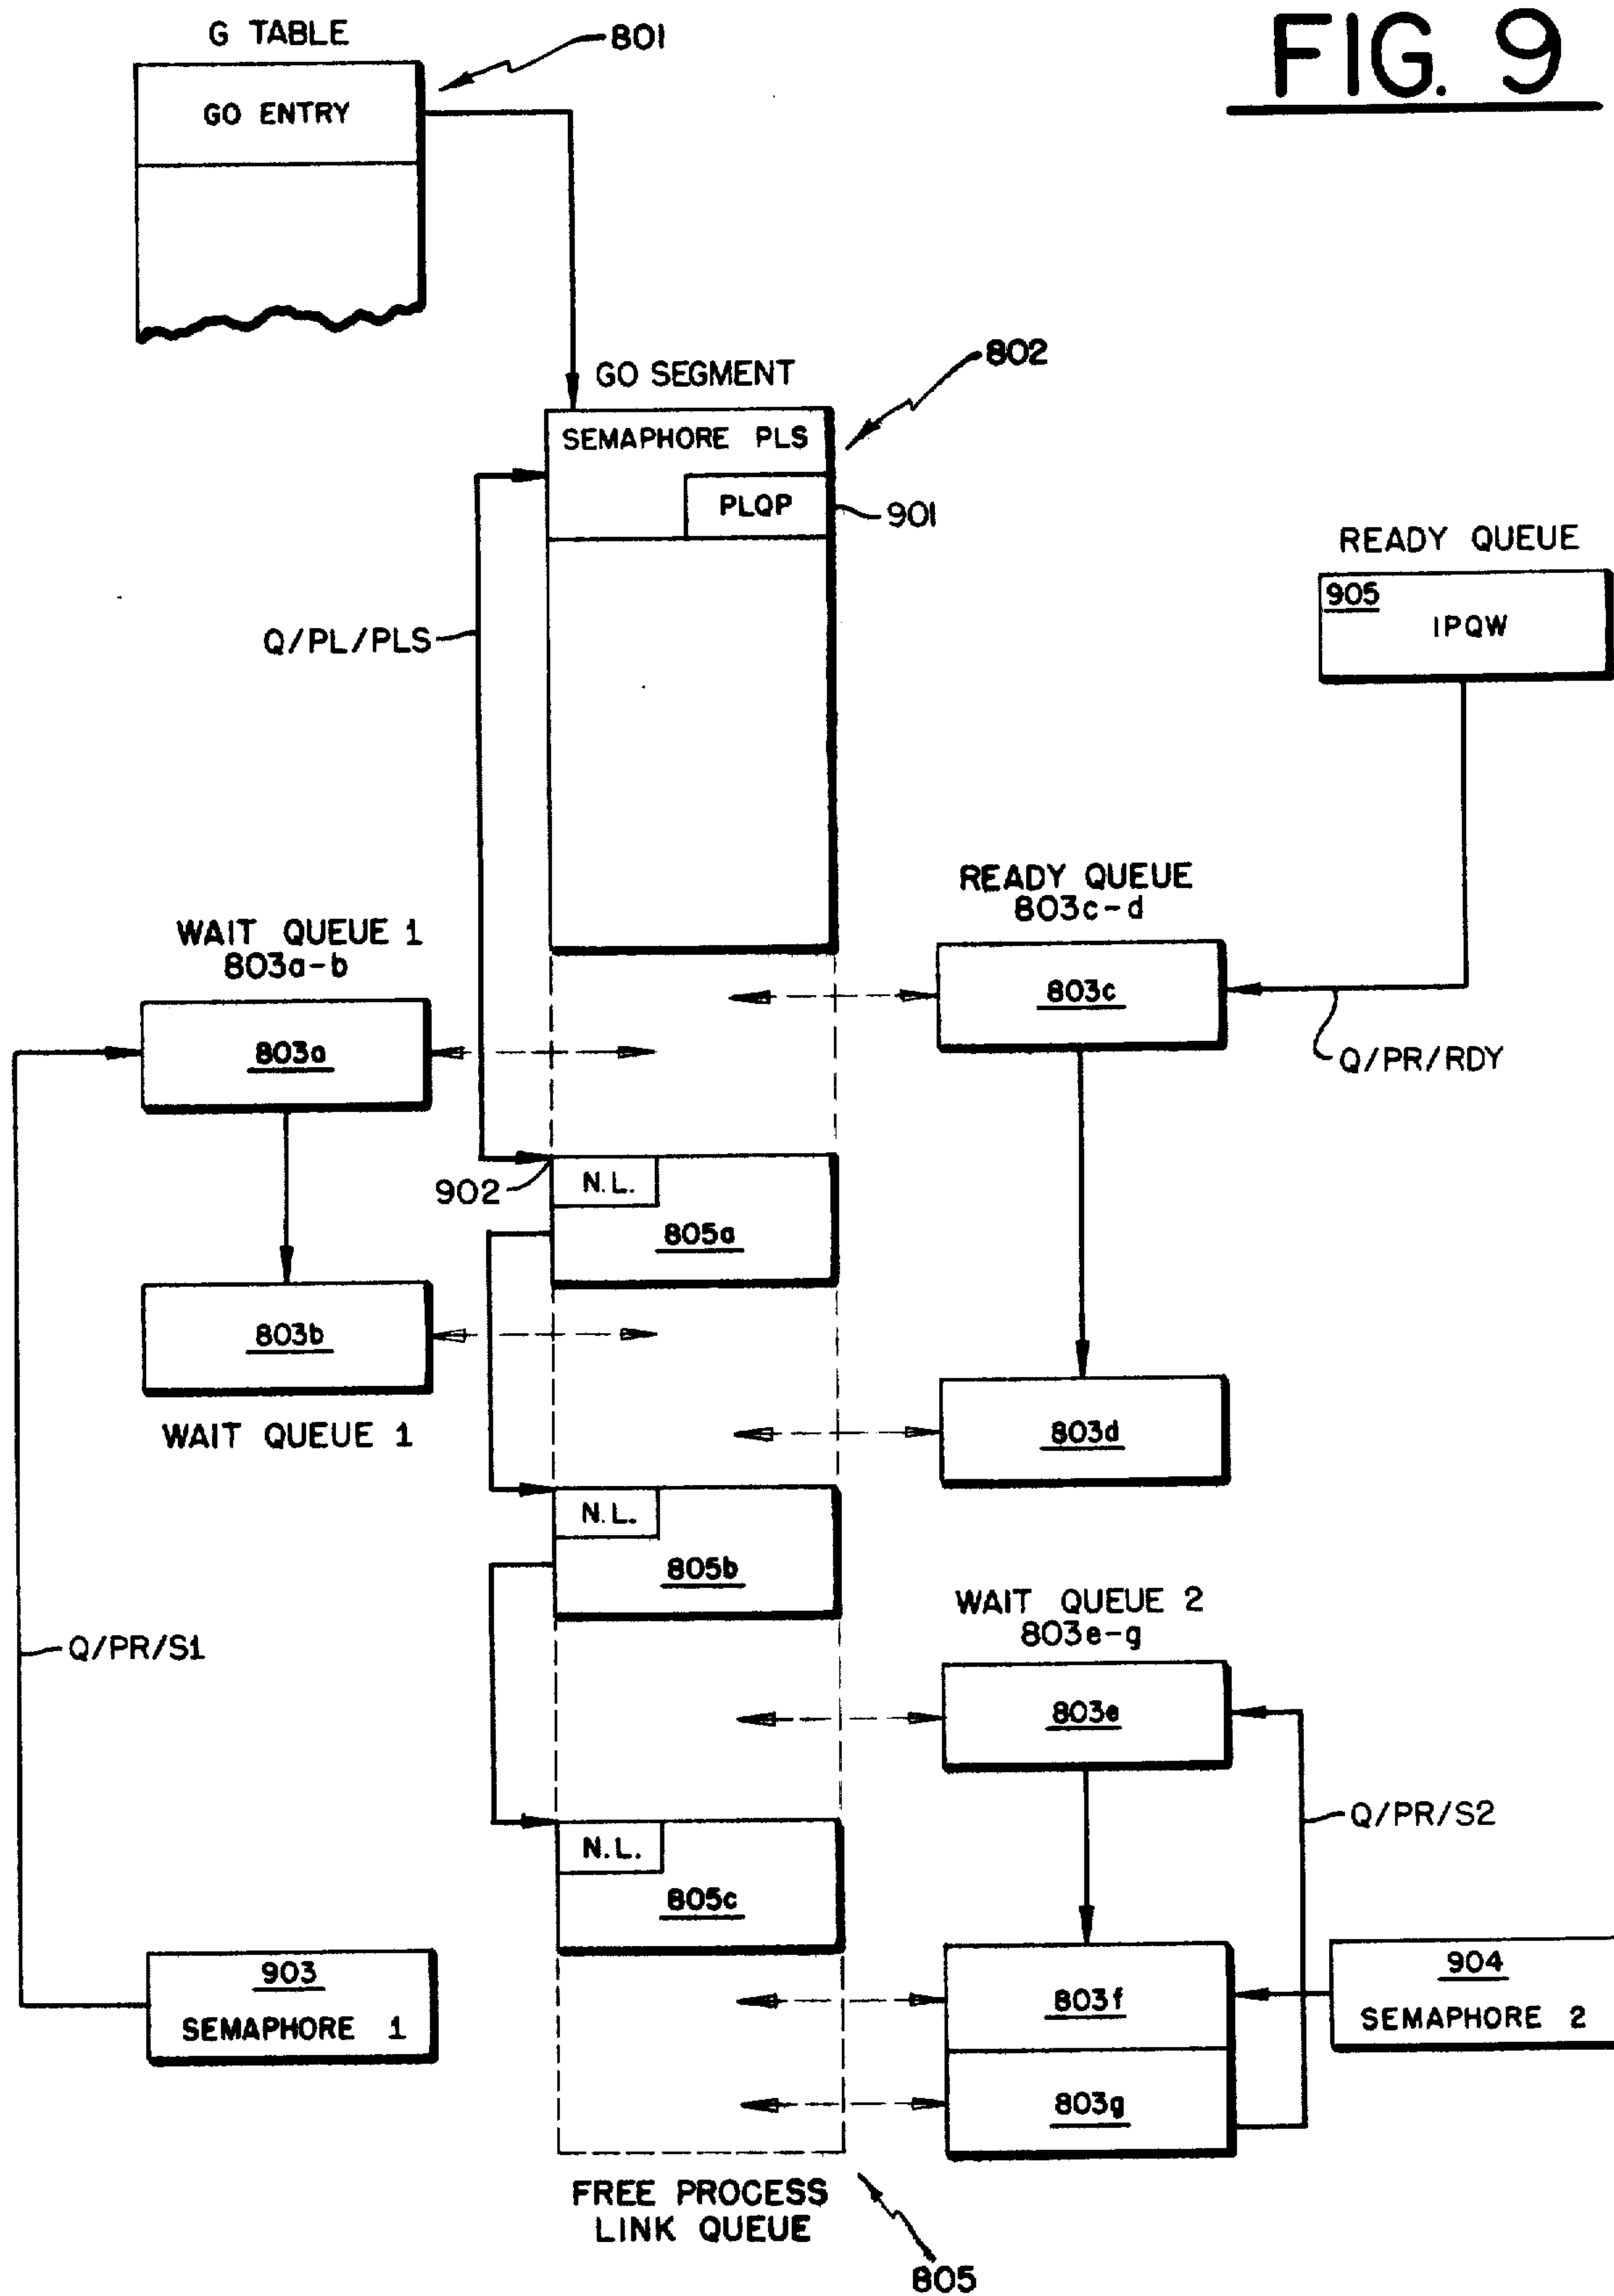 FIG. 9
G TABLE
801
GO ENTRY
802
GO SEGMENT
SEMAPHORE PLS
PLQP
901
READY QUEUE
905
IPQW
Q/PL/PLS
READY QUEUE
803c-d
WAIT QUEUE 1
803a-b
803c
803a
Q/PR/RDY
902
N.L.
805a
803b
WAIT QUEUE 1
803d
N.L.
805b
WAIT QUEUE 2
803e-g
Q/PR/S1
803e
Q/PR/S2
N.L.
805c
903
SEMAPHORE 1
803f
904
SEMAPHORE 2
803g
FREE PROCESS
LINK QUEUE
805